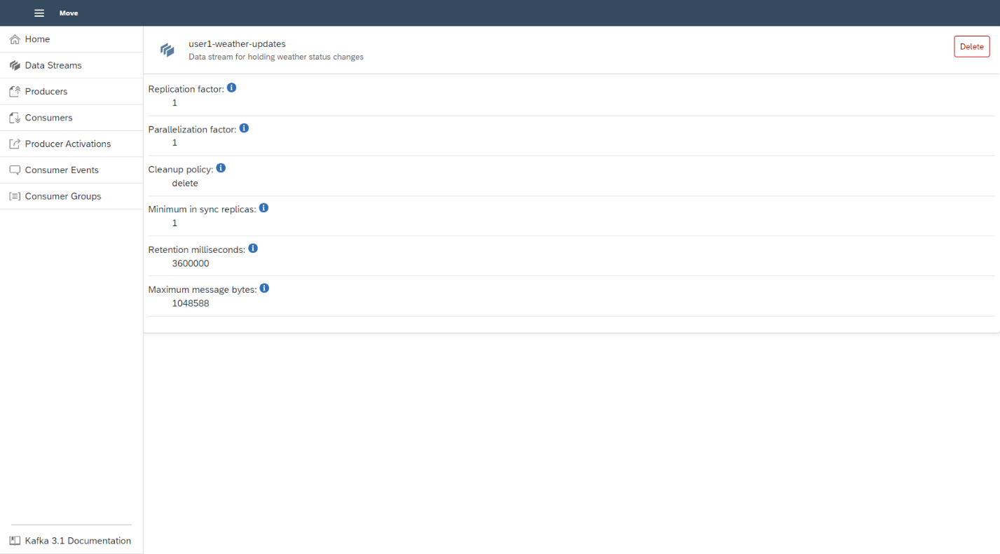 Move
Home
Data Streams
Producers
Consumers
Producer Activations
Consumer Events
Consumer Groups
Kafka 3.1 Documentation
user1-weather-updates
Data stream for holding weather status changes
Delete
Replication factor:
1
Parallelization factor:
1
Cleanup policy:
delete
Minimum in sync replicas:
1
Retention milliseconds:
3600000
Maximum message bytes:
1048588